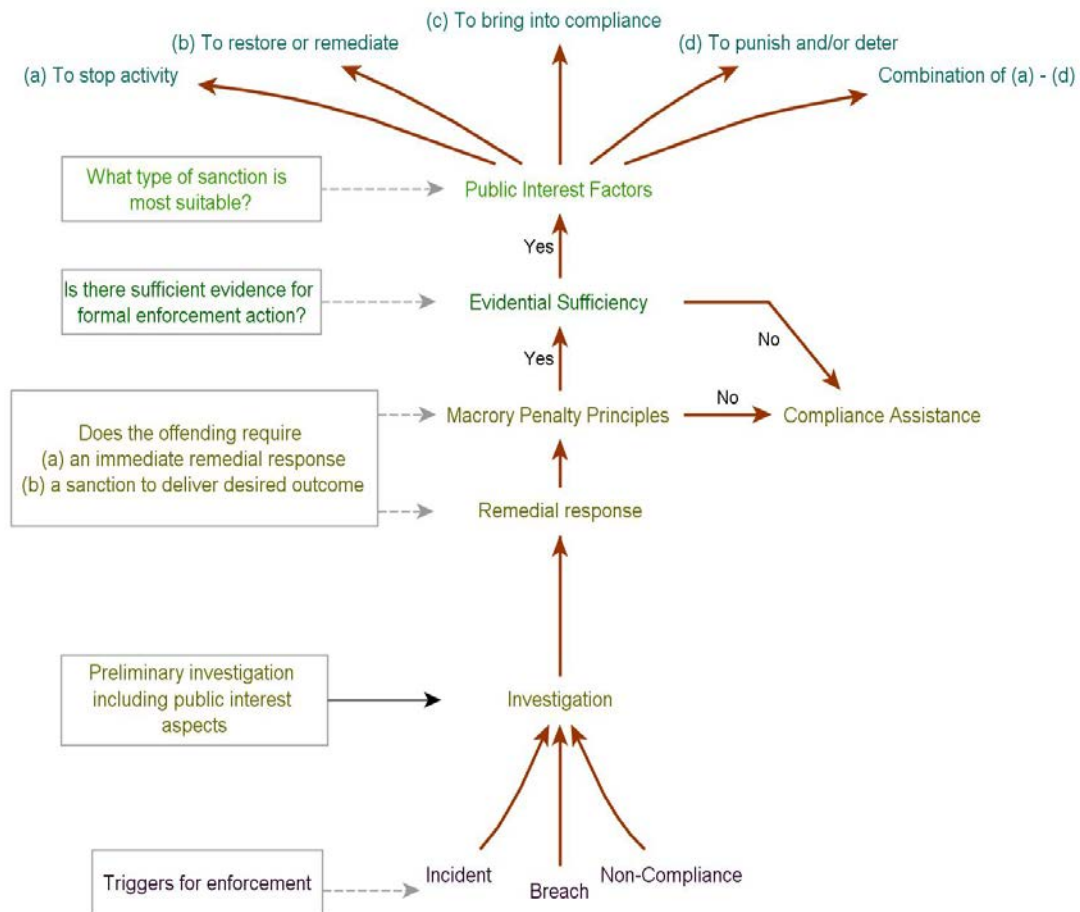 (c) To bring into compliance
(b) To restore or remediate
(d) To punish and/or deter
(a) To stop activity
Combination of (a) - (d)
What type of sanction is
most suitable?
Public Interest Factors
Yes
Is there sufficient evidence for
formal enforcement action?
Evidential Sufficiency
No
Yes
No
Macrory Penalty Principles
Compliance Assistance
Does the offending require
(a) an immediate remedial response
(b) a sanction to deliver desired outcome
Remedial response
Preliminary investigation
including public interest
aspects
Investigation
Triggers for enforcement
Incident
Breach
Non-Compliance